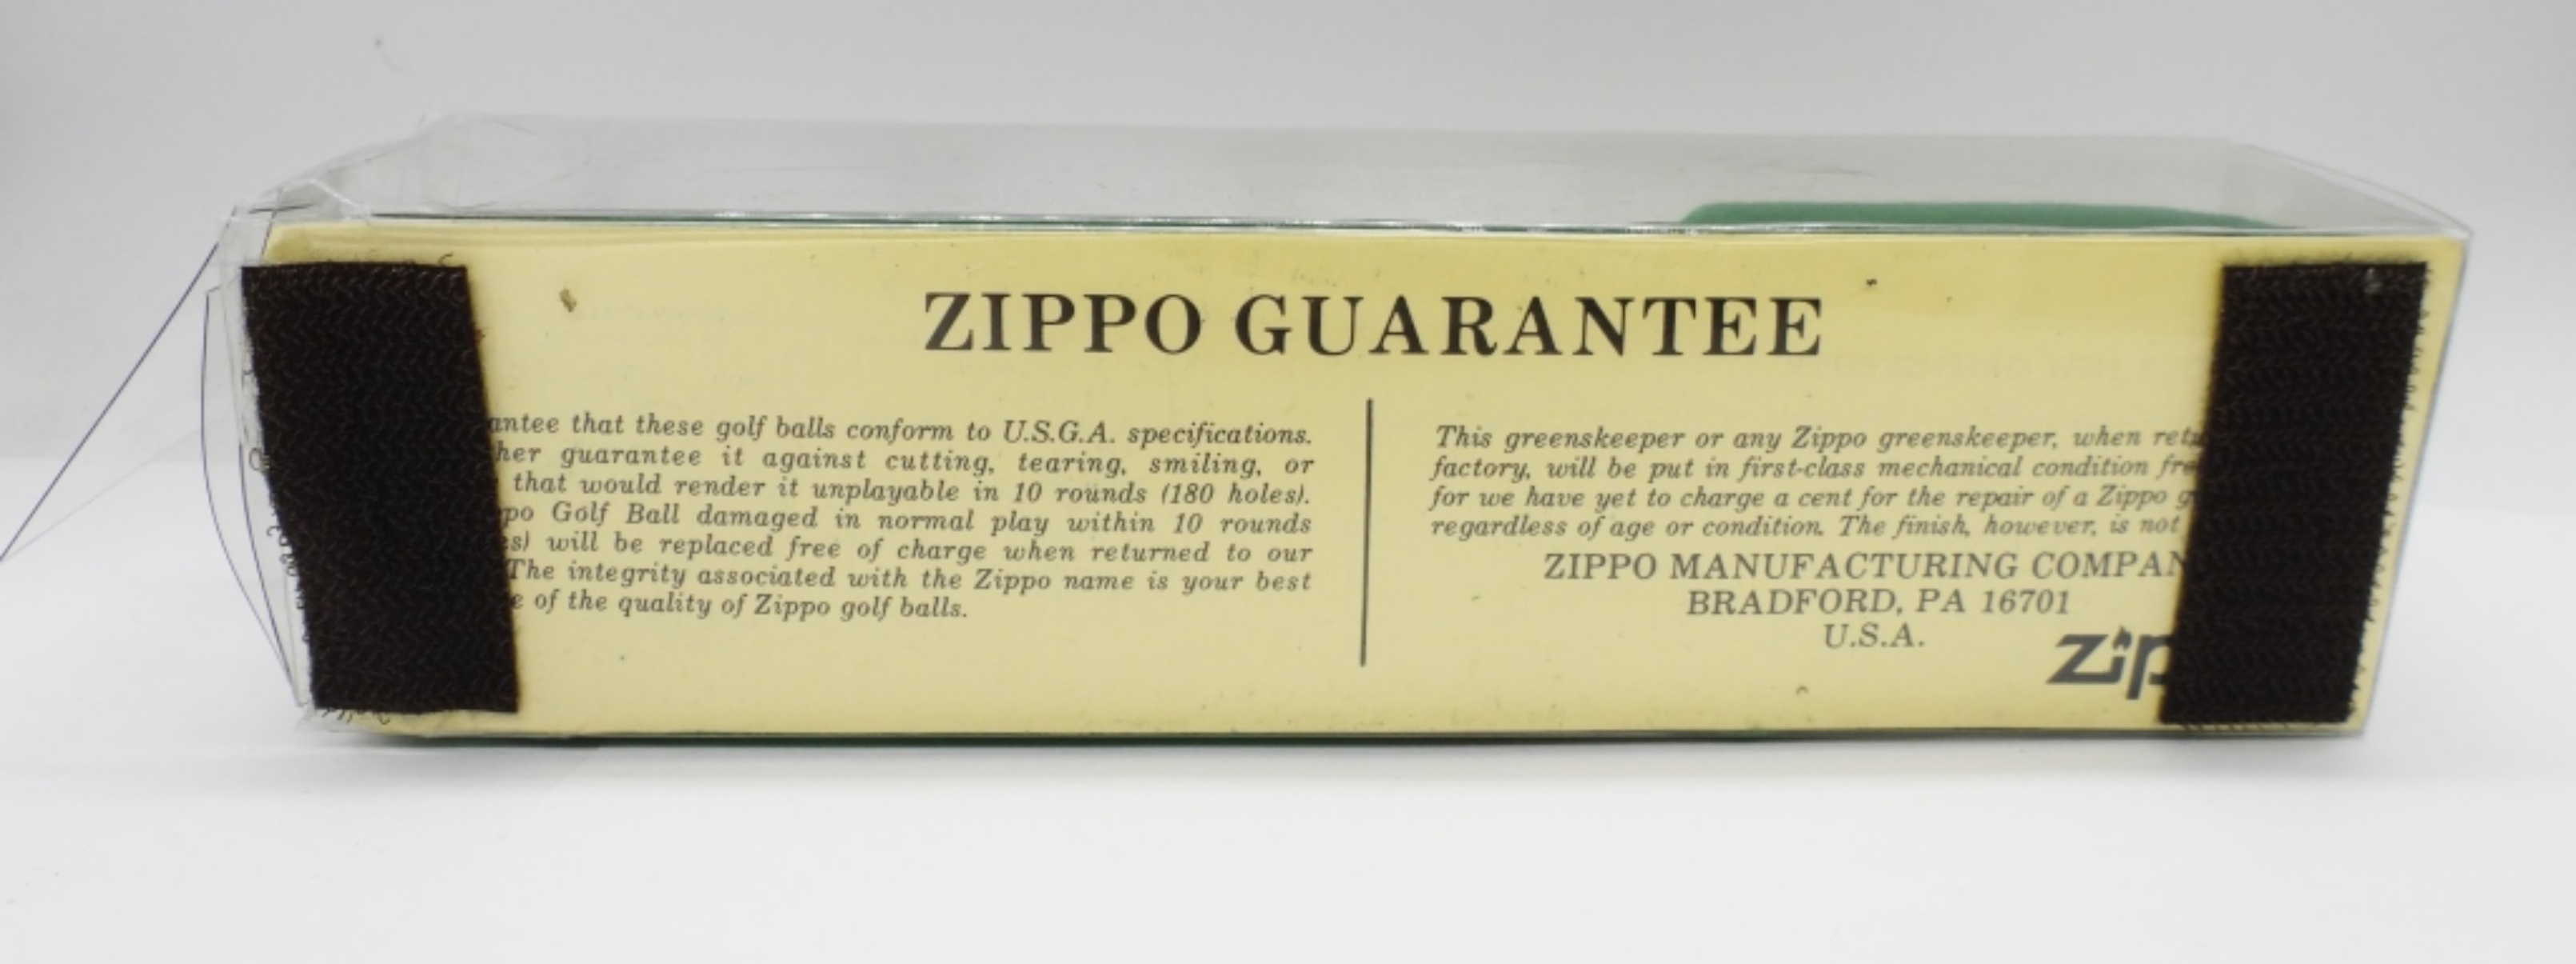 ZIPPO GUARANTEE
antee that these golf balls conform to U.S.G.A. specifications.
her guarantee it against cutting, tearing, smiling, or
that would render it unplayable in 10 rounds (180 holes).
po Golf Ball damaged in normal play within 10 rounds
es) will be replaced free of charge when returned to our
The integrity associated with the Zippo name is your best
e of the quality of Zippo golf balls.
This greenskeeper or any Zippo greenskeeper, when retu
factory, will be put in first-class mechanical condition fre
for we have yet to charge a cent for the repair of a Zippo g
regardless of age or condition. The finish, however, is not
ZIPPO MANUFACTURING COMPAN
BRADFORD, PA 16701
U.S.A.
zip